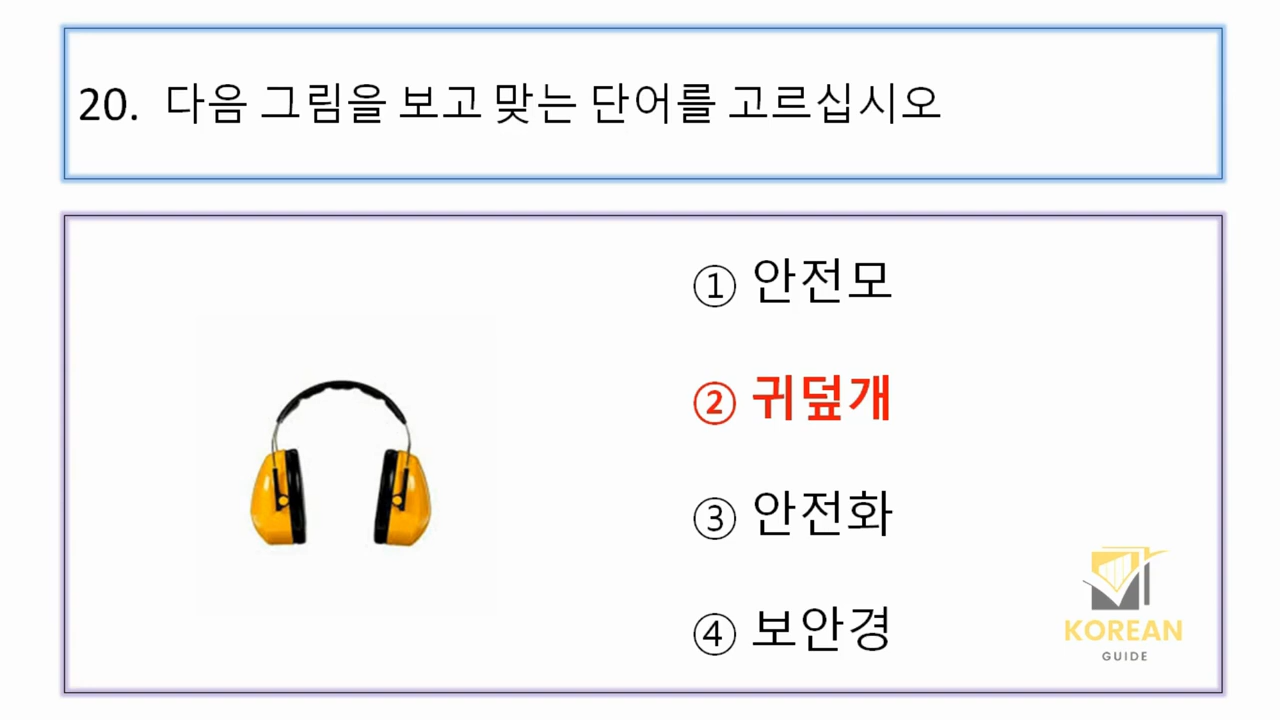 20. 다음 그림을 보고 맞는 단어를 고르십시오
① 안전모
② 귀덮개
③ 안전화
④ 보안경
KOREAN
GUIDE